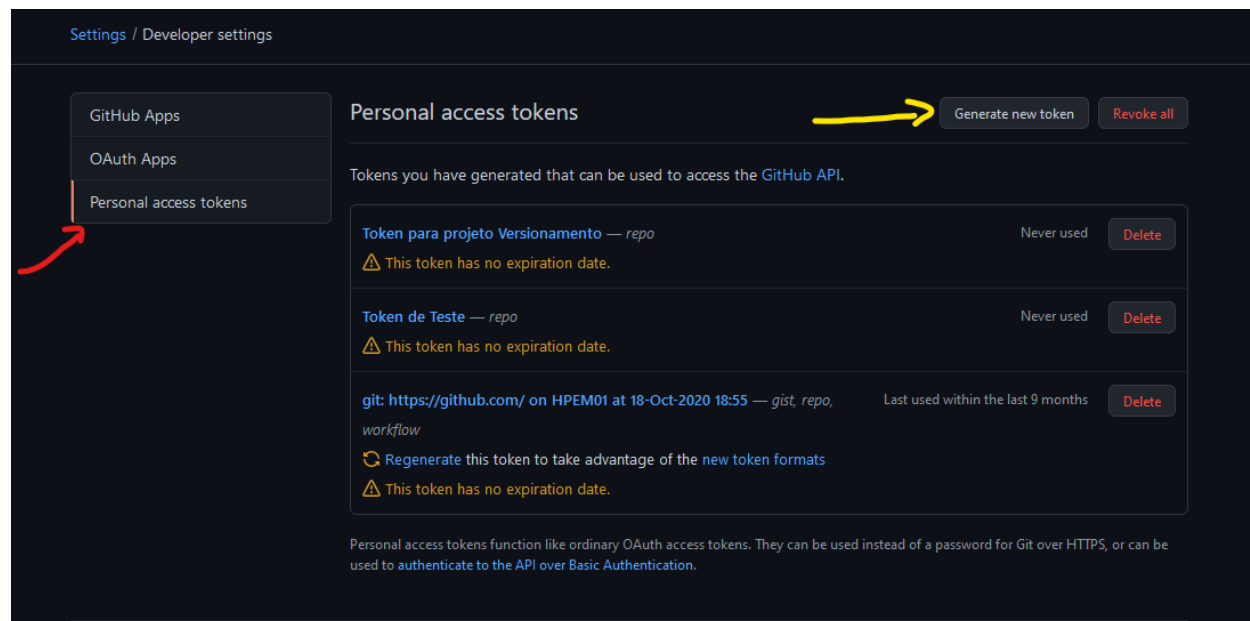 Settings / Developer settings
GitHub Apps
OAuth Apps
Personal access tokens
Personal access tokens
Generate new token
Revoke all
Tokens you have generated that can be used to access the GitHub API.
Token para projeto Versionamento — repo
Never used
Delete
This token has no expiration date.
Token de Teste — repo
Never used
Delete
This token has no expiration date.
git: https://github.com/ on HPEM01 at 18-Oct-2020 18:55 — gist, repo,
workflow
Last used within the last 9 months
Delete
Regenerate this token to take advantage of the new token formats
This token has no expiration date.
Personal access tokens function like ordinary OAuth access tokens. They can be used instead of a password for Git over HTTPS, or can be
used to authenticate to the API over Basic Authentication.